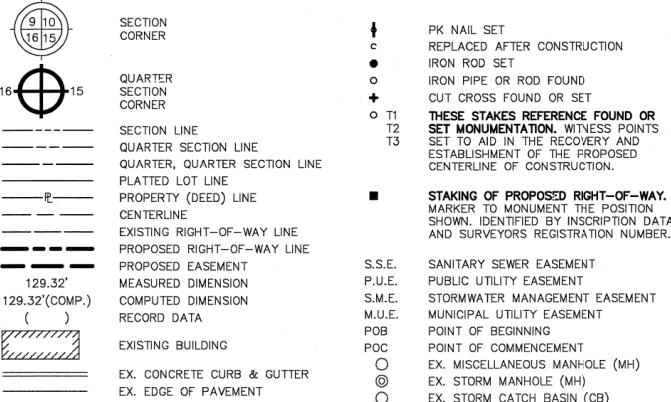 9 10
16 15
SECTION
CORNER
16 15
QUARTER
SECTION
CORNER
SECTION LINE
QUARTER SECTION LINE
QUARTER, QUARTER SECTION LINE
PLATTED LOT LINE
PL PROPERTY (DEED) LINE
CENTERLINE
EXISTING RIGHT-OF-WAY LINE
PROPOSED RIGHT-OF-WAY LINE
PROPOSED EASEMENT
129.32' MEASURED DIMENSION
129.32'(COMP.) COMPUTED DIMENSION
( ) RECORD DATA
EXISTING BUILDING
EX. CONCRETE CURB & GUTTER
EX. EDGE OF PAVEMENT
PK NAIL SET
C REPLACED AFTER CONSTRUCTION
IRON ROD SET
IRON PIPE OR ROD FOUND
CUT CROSS FOUND OR SET
T1 THESE STAKES REFERENCE FOUND OR
T2 SET MONUMENTATION. WITNESS POINTS
T3 SET TO AID IN THE RECOVERY AND
ESTABLISHMENT OF THE PROPOSED
CENTERLINE OF CONSTRUCTION.
STAKING OF PROPOSED RIGHT-OF-WAY.
MARKER TO MONUMENT THE POSITION
SHOWN. IDENTIFIED BY INSCRIPTION DATA
AND SURVEYORS REGISTRATION NUMBER.
S.S.E. SANITARY SEWER EASEMENT
P.U.E. PUBLIC UTILITY EASEMENT
S.M.E. STORMWATER MANAGEMENT EASEMENT
M.U.E. MUNICIPAL UTILITY EASEMENT
POB POINT OF BEGINNING
POC POINT OF COMMENCEMENT
EX. MISCELLANEOUS MANHOLE (MH)
EX. STORM MANHOLE (MH)
EX. STORM CATCH BASIN (CB)